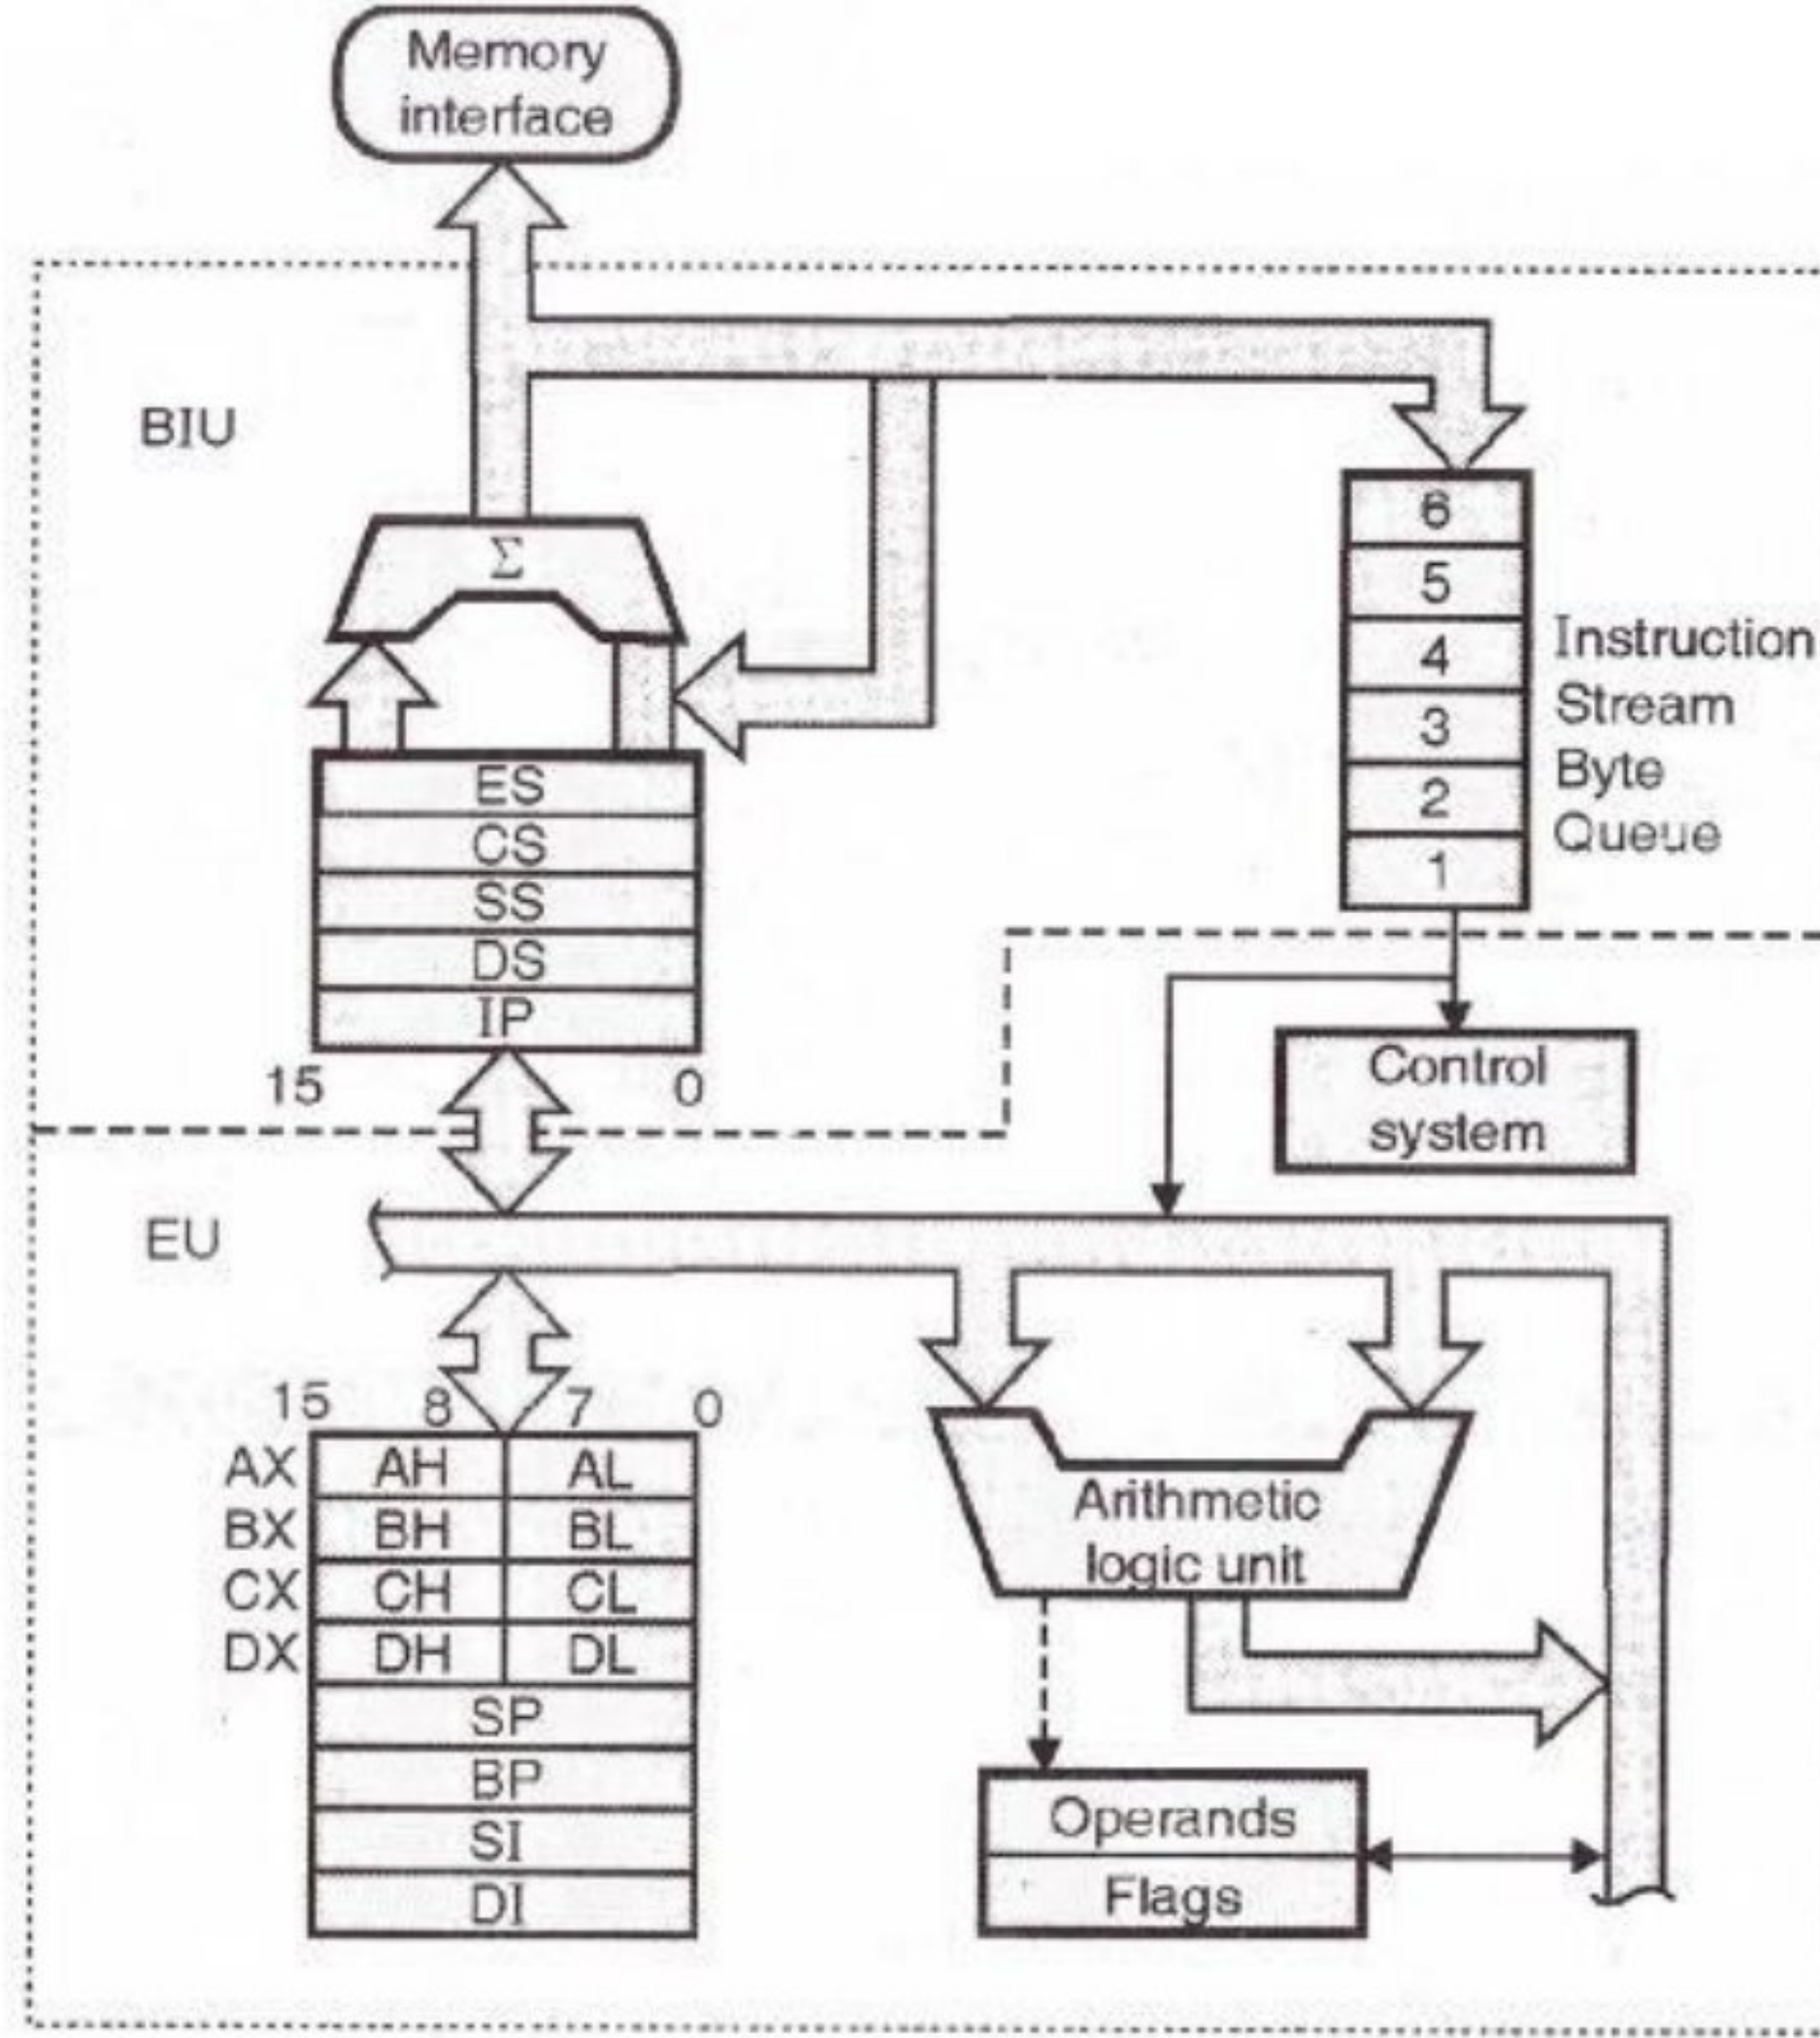 Memory
interface
BIU
Σ
6
5
4
3
2
1
Instruction
Stream
Byte
Queue
ES
CS
SS
DS
IP
15 0
Control
system
EU
15 8 7 0
AX AH AL
BX BH BL
CX CH CL
DX DH DL
SP
BP
SI
DI
Arithmetic
logic unit
Operands
Flags